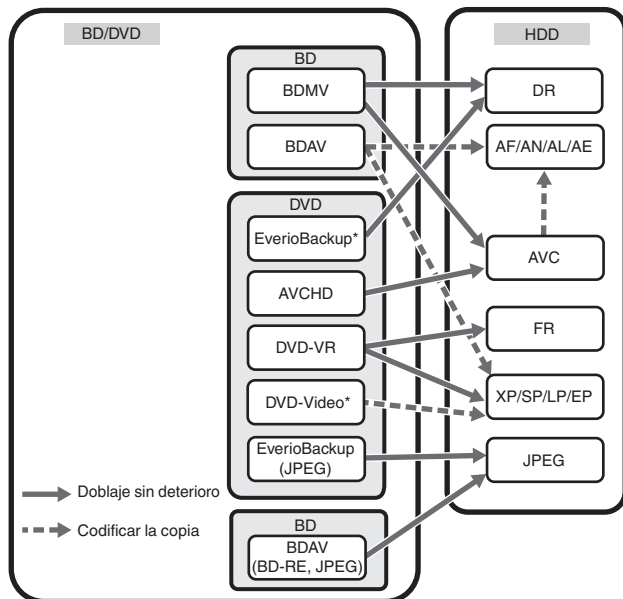 BD/DVD
BD
BDMV
BDAV
DVD
EverioBackup*
AVCHD
DVD-VR
DVD-Video*
EverioBackup
(JPEG)
BD
BDAV
(BD-RE, JPEG)
Doblaje sin deterioro
Codificar la copia
HDD
DR
AF/AN/AL/AE
AVC
FR
XP/SP/LP/EP
JPEG